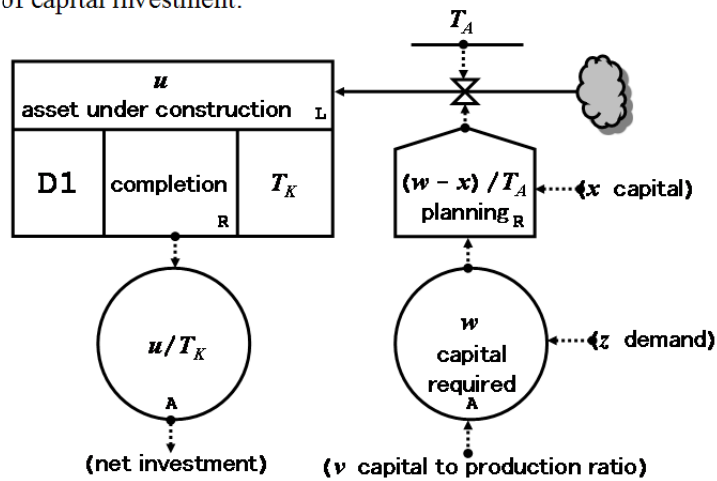 of capital investment.
T_A
u
asset under construction L
D1
completion
R
T_K
(w - x) / T_A
planning R
(x capital)
u/T_K
A
w
capital
required
A
(z demand)
(net investment)
(v capital to production ratio)